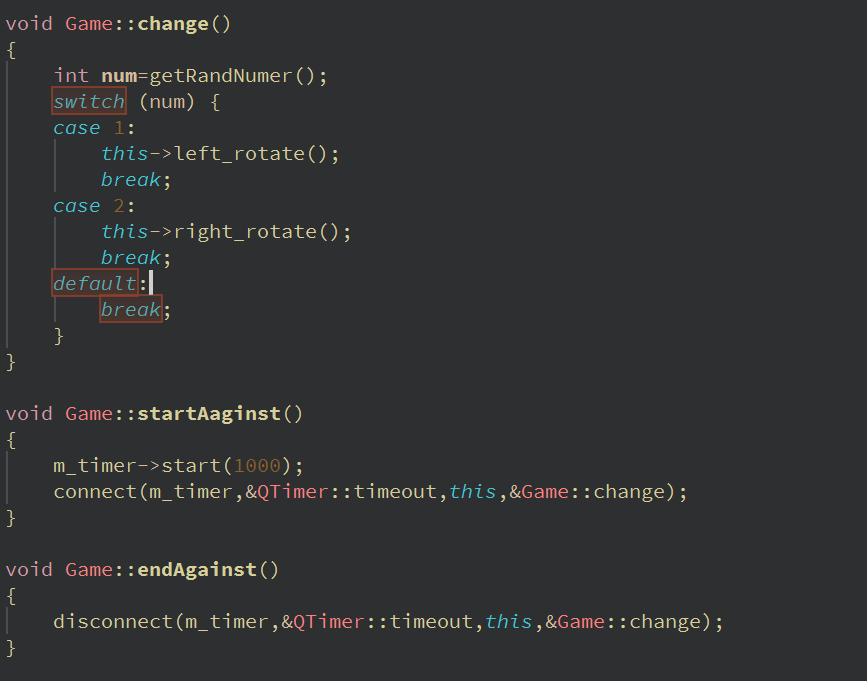 void Game::change()
{
    int num=getRandNumer();
    switch (num) {
    case 1:
        this->left_rotate();
        break;
    case 2:
        this->right_rotate();
        break;
    default:
        break;
    }
}

void Game::startAaginst()
{
    m_timer->start(1000);
    connect(m_timer,&QTimer::timeout,this,&Game::change);
}

void Game::endAgainst()
{
    disconnect(m_timer,&QTimer::timeout,this,&Game::change);
}